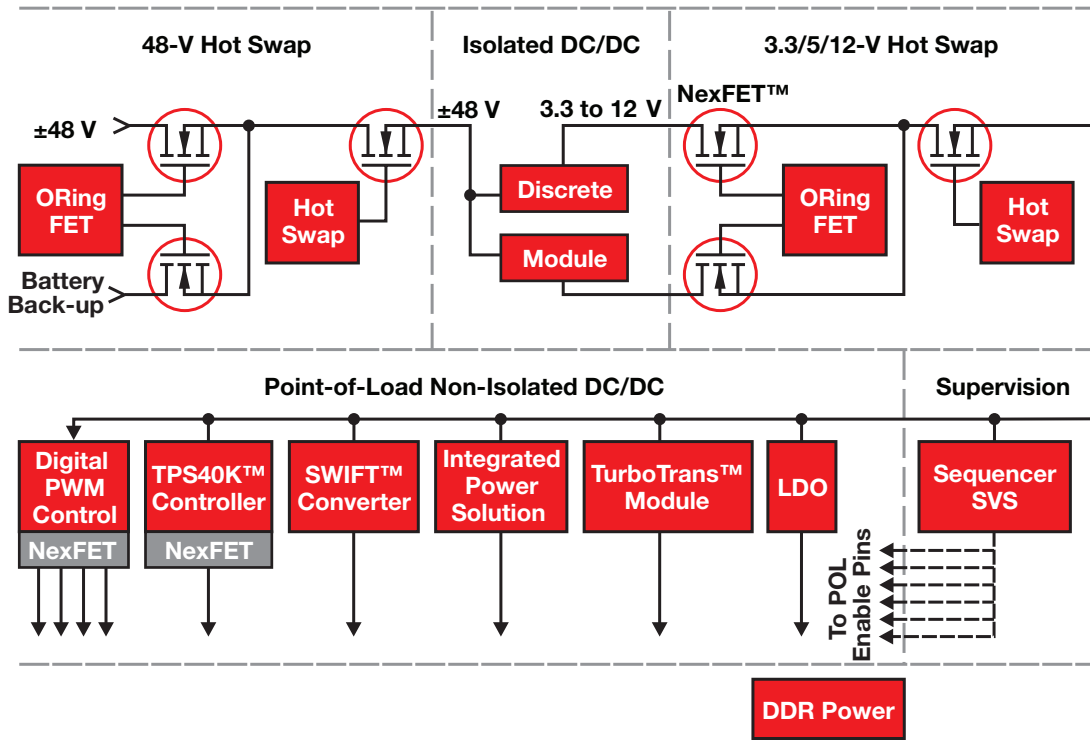 48-V Hot Swap
Isolated DC/DC
3.3/5/12-V Hot Swap
NexFET™
±48 V
±48 V
3.3 to 12 V
ORing
FET
Hot
Swap
Discrete
Module
ORing
FET
Hot
Swap
Battery
Back-up
Point-of-Load Non-Isolated DC/DC
Supervision
Digital
PWM
Control
NexFET
TPS40K™
Controller
NexFET
SWIFT™
Converter
Integrated
Power
Solution
TurboTrans™
Module
LDO
Sequencer
SVS
To POL
Enable Pins
DDR Power